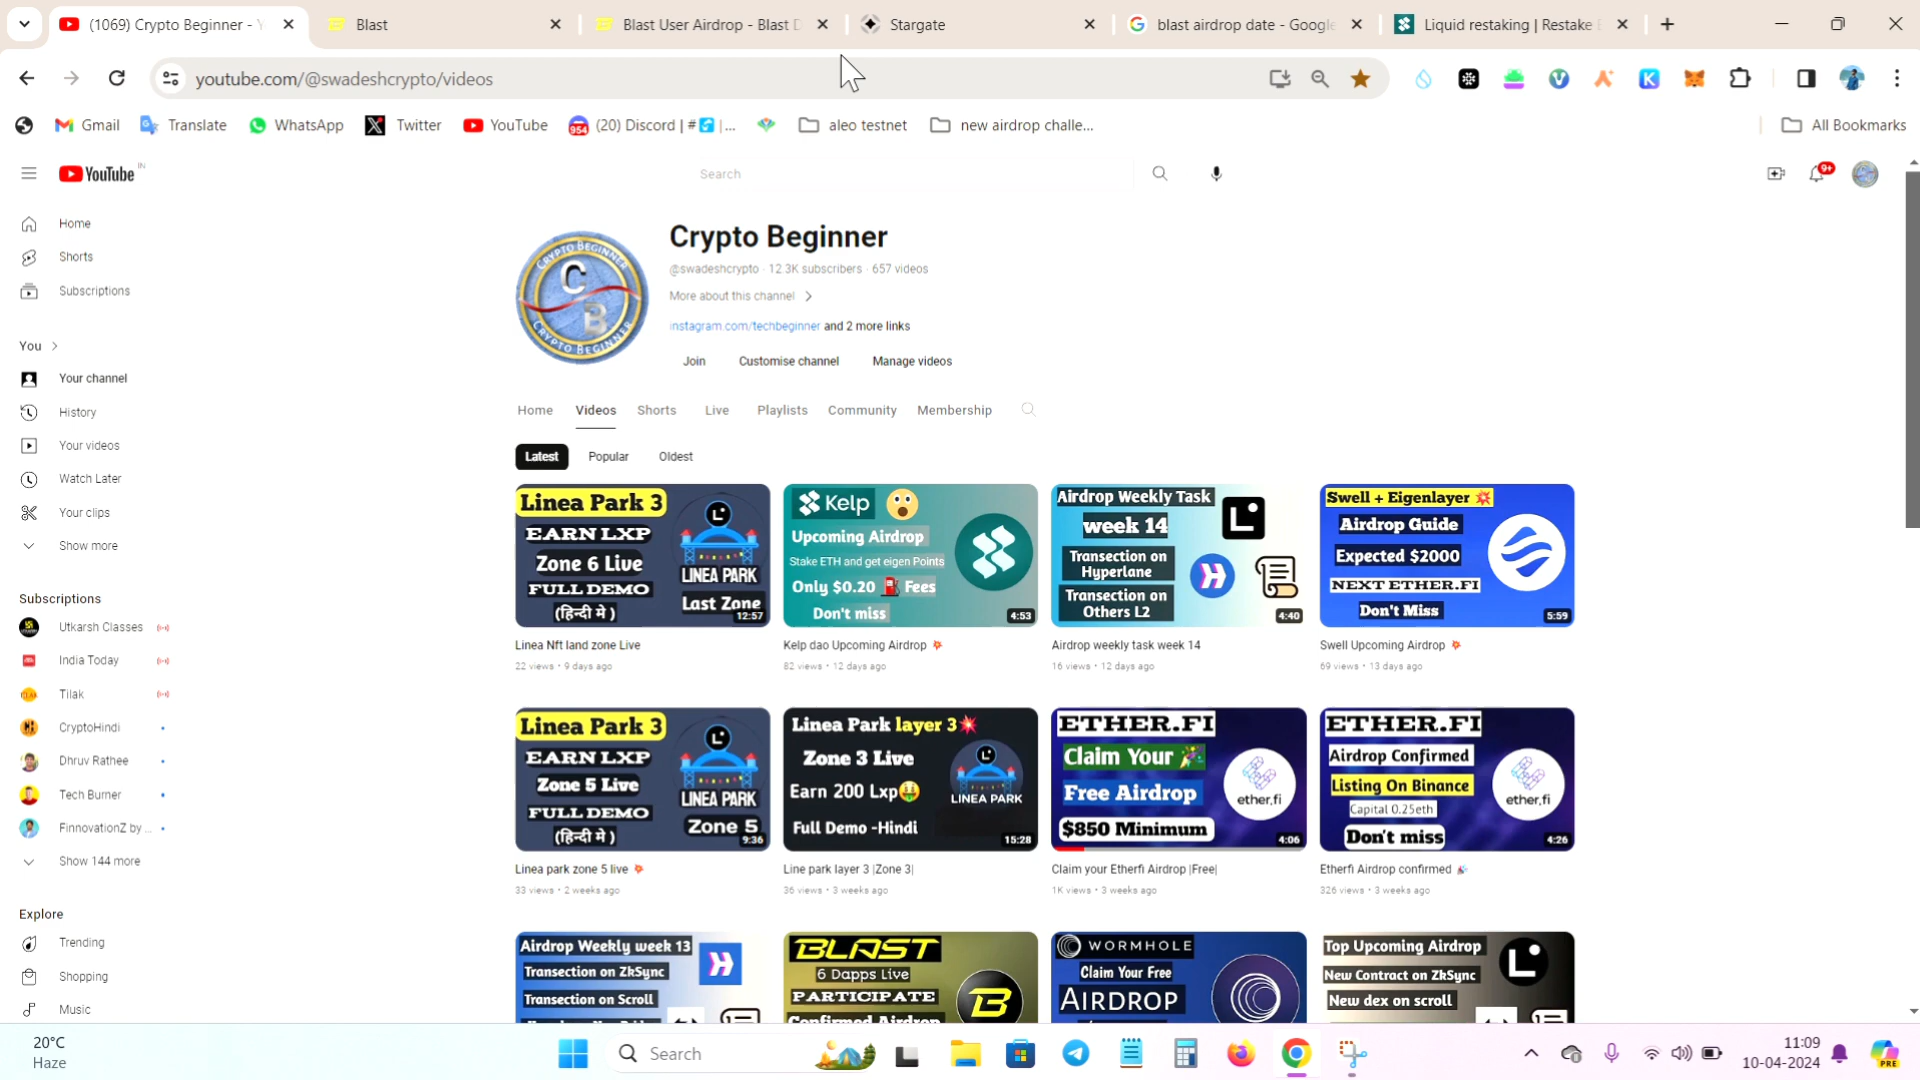 (1069) Crypto Beginner - Y
Blast
Blast User Airdrop - Blast D
Stargate
blast airdrop date - Google
Liquid restaking | Restake E
youtube.com/@swadeshcrypto/videos
Gmail
Translate
WhatsApp
Twitter
YouTube
(20) Discord | # | ...
aleo testnet
new airdrop challe...
All Bookmarks
YouTube IN
Search
9+
Home
Shorts
Subscriptions
You
Your channel
History
Your videos
Watch Later
Your clips
Show more
Subscriptions
Utkarsh Classes
India Today
Tilak
CryptoHindi
Dhruv Rathee
Tech Burner
FinnovationZ by ...
Show 144 more
Explore
Trending
Shopping
Music
CRYPTO BEGINNER
C
B
CRYPTO BEGINNER
Crypto Beginner
@swadeshcrypto · 12.3K subscribers · 657 videos
More about this channel
instagram.com/techbeginner and 2 more links
Join
Customise channel
Manage videos
Home
Videos
Shorts
Live
Playlists
Community
Membership
Latest
Popular
Oldest
Linea Park 3
EARN LXP
Zone 6 Live
FULL DEMO
(हिन्दी मे )
LINEA PARK
Last Zone
12:57
Linea Nft land zone Live
22 views • 9 days ago
Kelp
Upcoming Airdrop
Stake ETH and get eigen Points
Only $0.20 Fees
Don't miss
4:53
Kelp dao Upcoming Airdrop
82 views • 12 days ago
Airdrop Weekly Task
week 14
Transection on
Hyperlane
Transection on
Others L2
4:40
Airdrop weekly task week 14
16 views • 12 days ago
Swell + Eigenlayer
Airdrop Guide
Expected $2000
NEXT ETHER.FI
Don't Miss
5:59
Swell Upcoming Airdrop
69 views • 13 days ago
Linea Park 3
EARN LXP
Zone 5 Live
FULL DEMO
(हिन्दी मे )
LINEA PARK
Zone 5
9:36
Linea park zone 5 live
33 views • 2 weeks ago
Linea Park layer 3
Zone 3 Live
Earn 200 Lxp
Full Demo -Hindi
LINEA PARK
15:28
Line park layer 3 |Zone 3|
36 views • 3 weeks ago
ETHER.FI
Claim Your
Free Airdrop
$850 Minimum
ether.fi
4:06
Claim your Etherfi Airdrop |Free|
1K views • 3 weeks ago
ETHER.FI
Airdrop Confirmed
Listing On Binance
Capital 0.25eth
Don't miss
ether.fi
4:26
Etherfi Airdrop confirmed
326 views • 3 weeks ago
Airdrop Weekly week 13
Transection on ZkSync
Transection on Scroll
BLAST
6 Dapps Live
PARTICIPATE
Confirmed Airdrop
WORMHOLE
Claim Your Free
AIRDROP
Top Upcoming Airdrop
New Contract on ZkSync
New dex on scroll
20°C
Haze
Search
11:09
10-04-2024
PRE